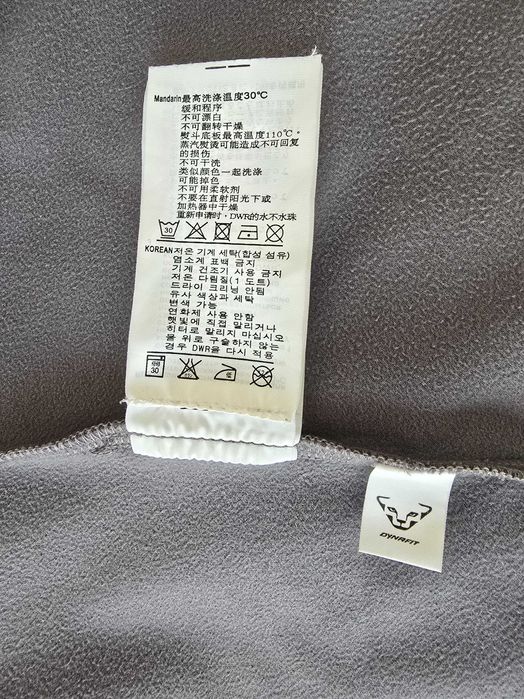 Mandarin最高洗涤温度30℃
缓和程序
不可漂白
不可翻转干燥
熨斗底板最高温度110℃。
蒸汽熨烫可能造成不可回复
的损伤
不可干洗
类似颜色一起洗涤
可能掉色
不可用柔软剂
不要在直射阳光下或
加热器中干燥
重新申请时，DWR的水不水珠
30
KOREAN저온 기계 세탁(합성 섬유)
염소계 표백 금지
기계 건조기 사용 금지
저온 다림질(1 도트)
드라이 크리닝 안됨
유사 색상과 세탁
변색 가능
연화제 사용 안함
햇빛에 직접 말리거나
히터로 말리지 마십시오
물 위로 구슬하지 않는
경우 DWR을 다시 적용
30
DYNAFIT